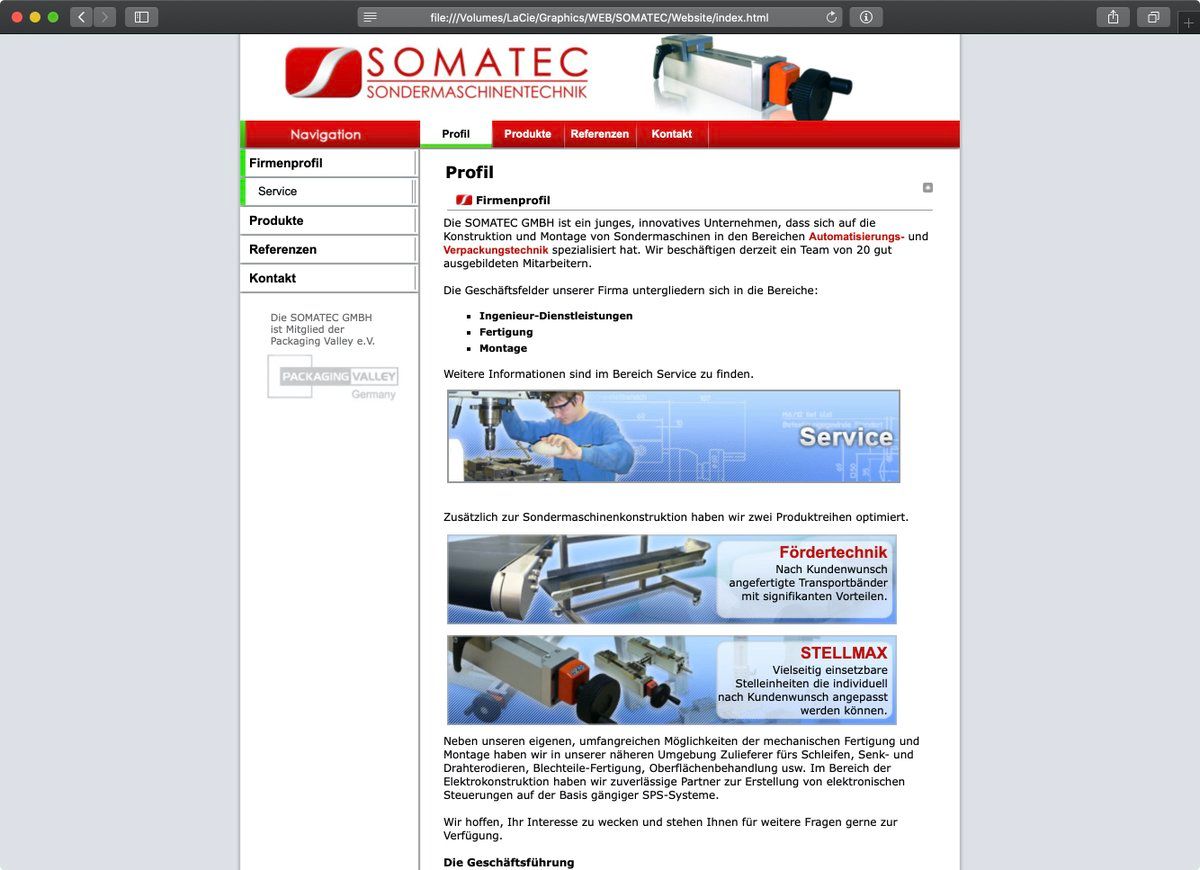 file:///Volumes/LaCie/Graphics/WEB/SOMATEC/Website/index.html
SOMATEC
SONDERMASCHINENTECHNIK
Navigation
Profil
Produkte
Referenzen
Kontakt
Firmenprofil
Service
Produkte
Referenzen
Kontakt
Die SOMATEC GMBH
ist Mitglied der
Packaging Valley e.V.
PACKAGING VALLEY
Germany
Profil
Firmenprofil
Die SOMATEC GMBH ist ein junges, innovatives Unternehmen, dass sich auf die
Konstruktion und Montage von Sondermaschinen in den Bereichen Automatisierungs- und
Verpackungstechnik spezialisiert hat. Wir beschäftigen derzeit ein Team von 20 gut
ausgebildeten Mitarbeitern.
Die Geschäftsfelder unserer Firma untergliedern sich in die Bereiche:
Ingenieur-Dienstleistungen
Fertigung
Montage
Weitere Informationen sind im Bereich Service zu finden.
Service
Zusätzlich zur Sondermaschinenkonstruktion haben wir zwei Produktreihen optimiert.
Fördertechnik
Nach Kundenwunsch
angefertigte Transportbänder
mit signifikanten Vorteilen.
STELLMAX
Vielseitig einsetzbare
Stelleinheiten die individuell
nach Kundenwunsch angepasst
werden können.
Neben unseren eigenen, umfangreichen Möglichkeiten der mechanischen Fertigung und
Montage haben wir in unserer näheren Umgebung Zulieferer fürs Schleifen, Senk- und
Drahterodieren, Blechteile-Fertigung, Oberflächenbehandlung usw. Im Bereich der
Elektrokonstruktion haben wir zuverlässige Partner zur Erstellung von elektronischen
Steuerungen auf der Basis gängiger SPS-Systeme.
Wir hoffen, Ihr Interesse zu wecken und stehen Ihnen für weitere Fragen gerne zur
Verfügung.
Die Geschäftsführung